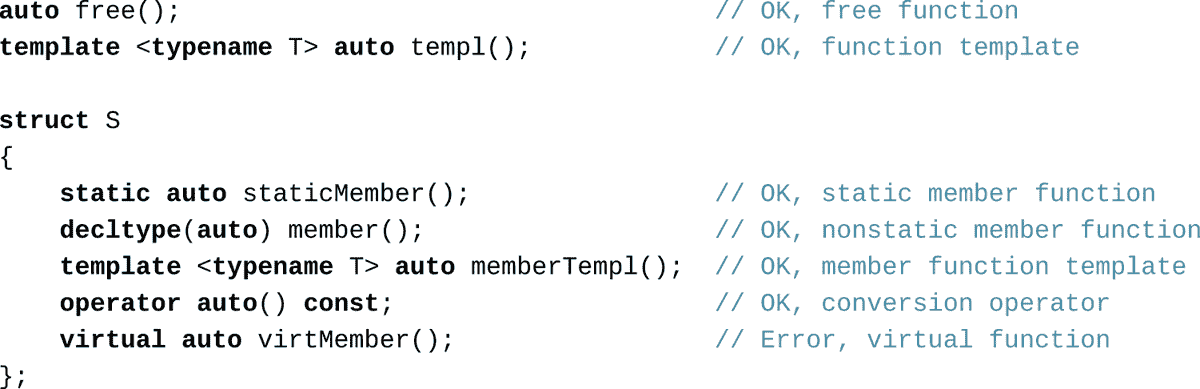 auto free();                                   // OK, free function
template <typename T> auto templ();            // OK, function template

struct S
{
    static auto staticMember();                // OK, static member function
    decltype(auto) member();                   // OK, nonstatic member function
    template <typename T> auto memberTempl();  // OK, member function template
    operator auto() const;                     // OK, conversion operator
    virtual auto virtMember();                 // Error, virtual function
};